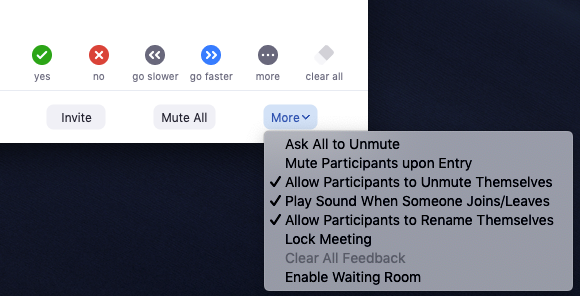 yes no go slower go faster more clear all
Invite Mute All More
Ask All to Unmute
Mute Participants upon Entry
Allow Participants to Unmute Themselves
Play Sound When Someone Joins/Leaves
Allow Participants to Rename Themselves
Lock Meeting
Clear All Feedback
Enable Waiting Room